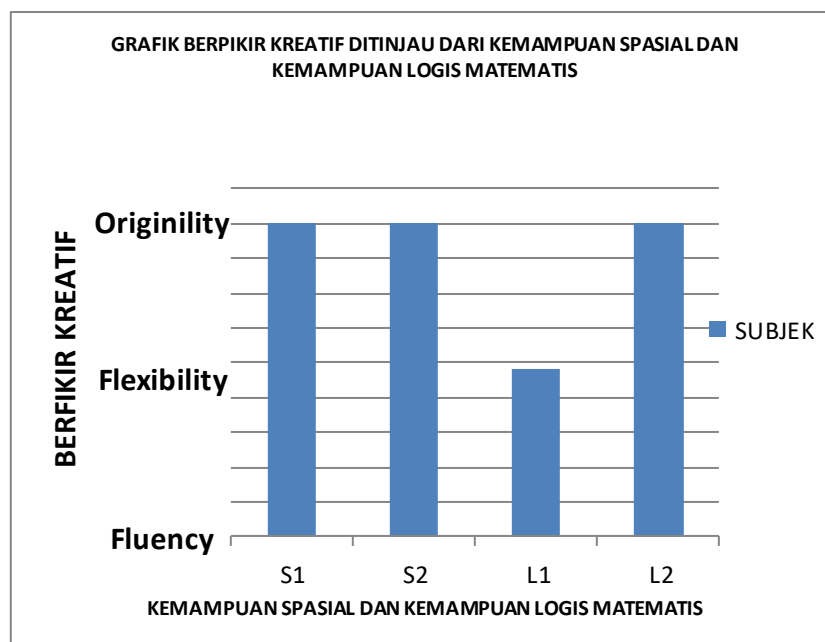 GRAFIK BERPIKIR KREATIF DITINJAU DARI KEMAMPUAN SPASIAL DAN
KEMAMPUAN LOGIS MATEMATIS
BERFIKIR KREATIF
Originility
Flexibility
Fluency
SUBJEK
S1 S2 L1 L2
KEMAMPUAN SPASIAL DAN KEMAMPUAN LOGIS MATEMATIS